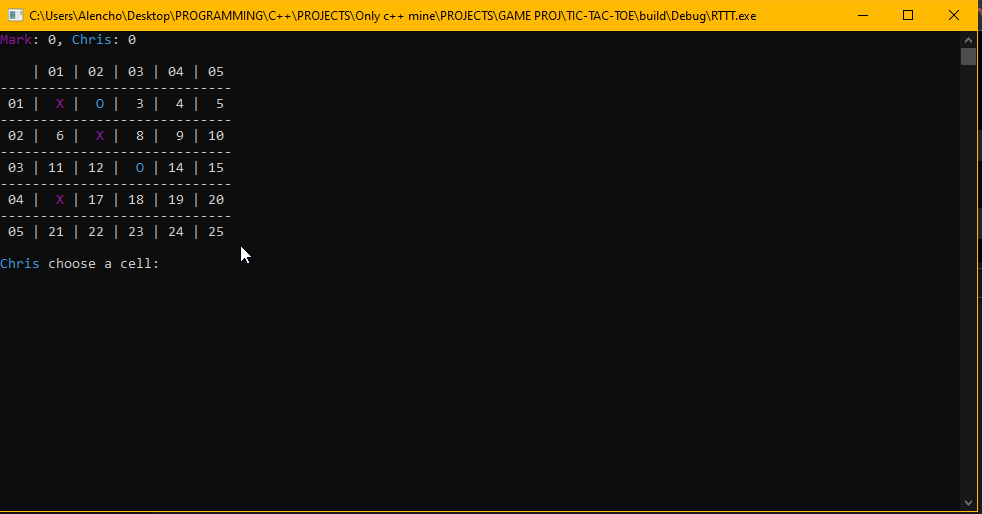 C:\Users\Alencho\Desktop\PROGRAMMING\C++\PROJECTS\Only c++ mine\PROJECTS\GAME PROJ\TIC-TAC-TOE\build\Debug\RTTT.exe
Mark: 0, Chris: 0
   | 01 | 02 | 03 | 04 | 05
-----------------------------
01 |  X |  O |  3 |  4 |  5
-----------------------------
02 |  6 |  X |  8 |  9 | 10
-----------------------------
03 | 11 | 12 |  O | 14 | 15
-----------------------------
04 |  X | 17 | 18 | 19 | 20
-----------------------------
05 | 21 | 22 | 23 | 24 | 25
Chris choose a cell: